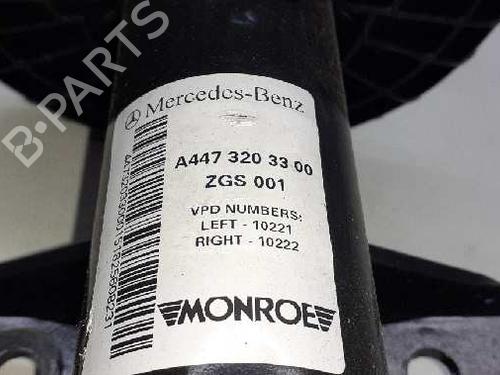 B-PARTS
Mercedes-Benz
A447 320 33 00
ZGS 001
VPD NUMBERS:
LEFT - 10221
RIGHT - 10222
MONROE